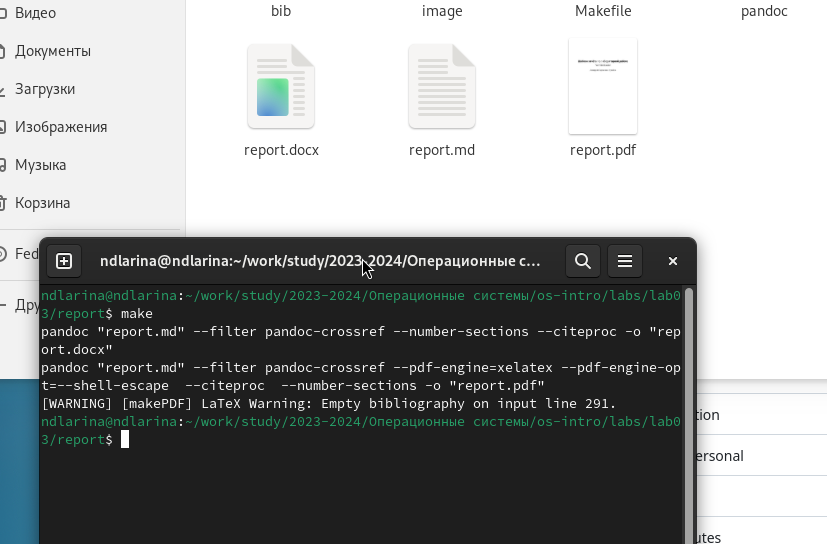 Видео
Документы
Загрузки
Изображения
Музыка
Корзина
Fed
Дру
bib image Makefile pandoc
report.docx report.md report.pdf
ndlarina@ndlarina:~/work/study/2023-2024/Операционные с...
ndlarina@ndlarina:~/work/study/2023-2024/Операционные системы/os-intro/labs/lab0
3/report$ make
pandoc "report.md" --filter pandoc-crossref --number-sections --citeproc -o "rep
ort.docx"
pandoc "report.md" --filter pandoc-crossref --pdf-engine=xelatex --pdf-engine-op
t=--shell-escape  --citeproc  --number-sections -o "report.pdf"
[WARNING] [makePDF] LaTeX Warning: Empty bibliography on input line 291.
ndlarina@ndlarina:~/work/study/2023-2024/Операционные системы/os-intro/labs/lab0
3/report$
tion
ersonal
utes